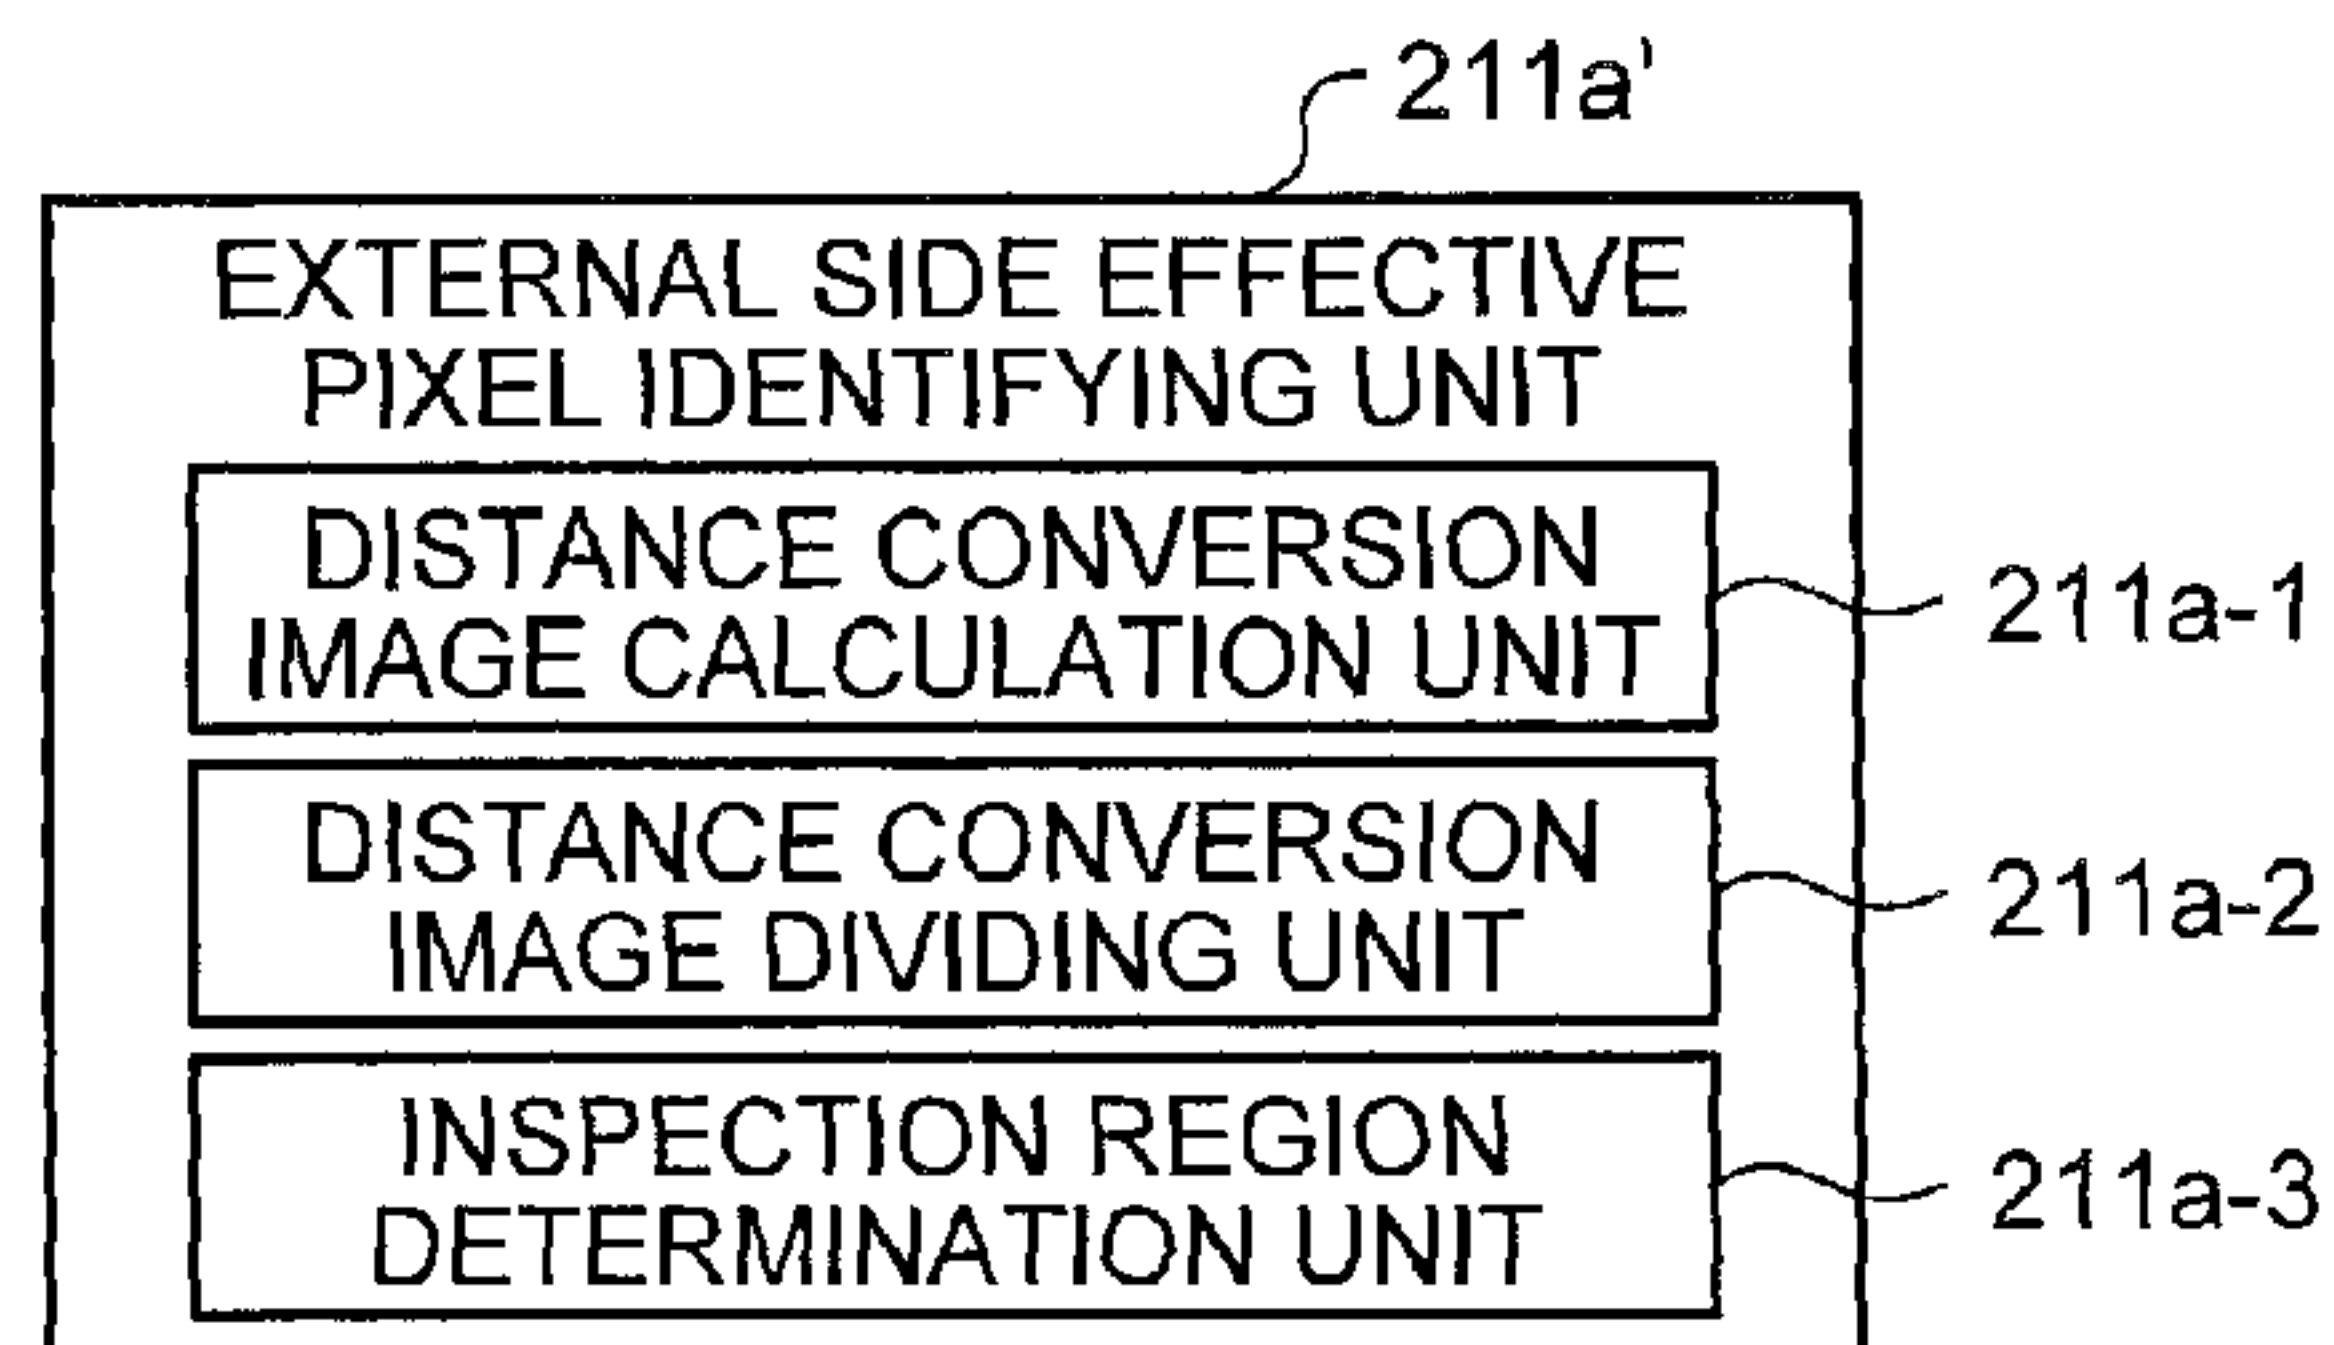 211a'
EXTERNAL SIDE EFFECTIVE
PIXEL IDENTIFYING UNIT
DISTANCE CONVERSION
IMAGE CALCULATION UNIT
211a-1
DISTANCE CONVERSION
IMAGE DIVIDING UNIT
211a-2
INSPECTION REGION
DETERMINATION UNIT
211a-3